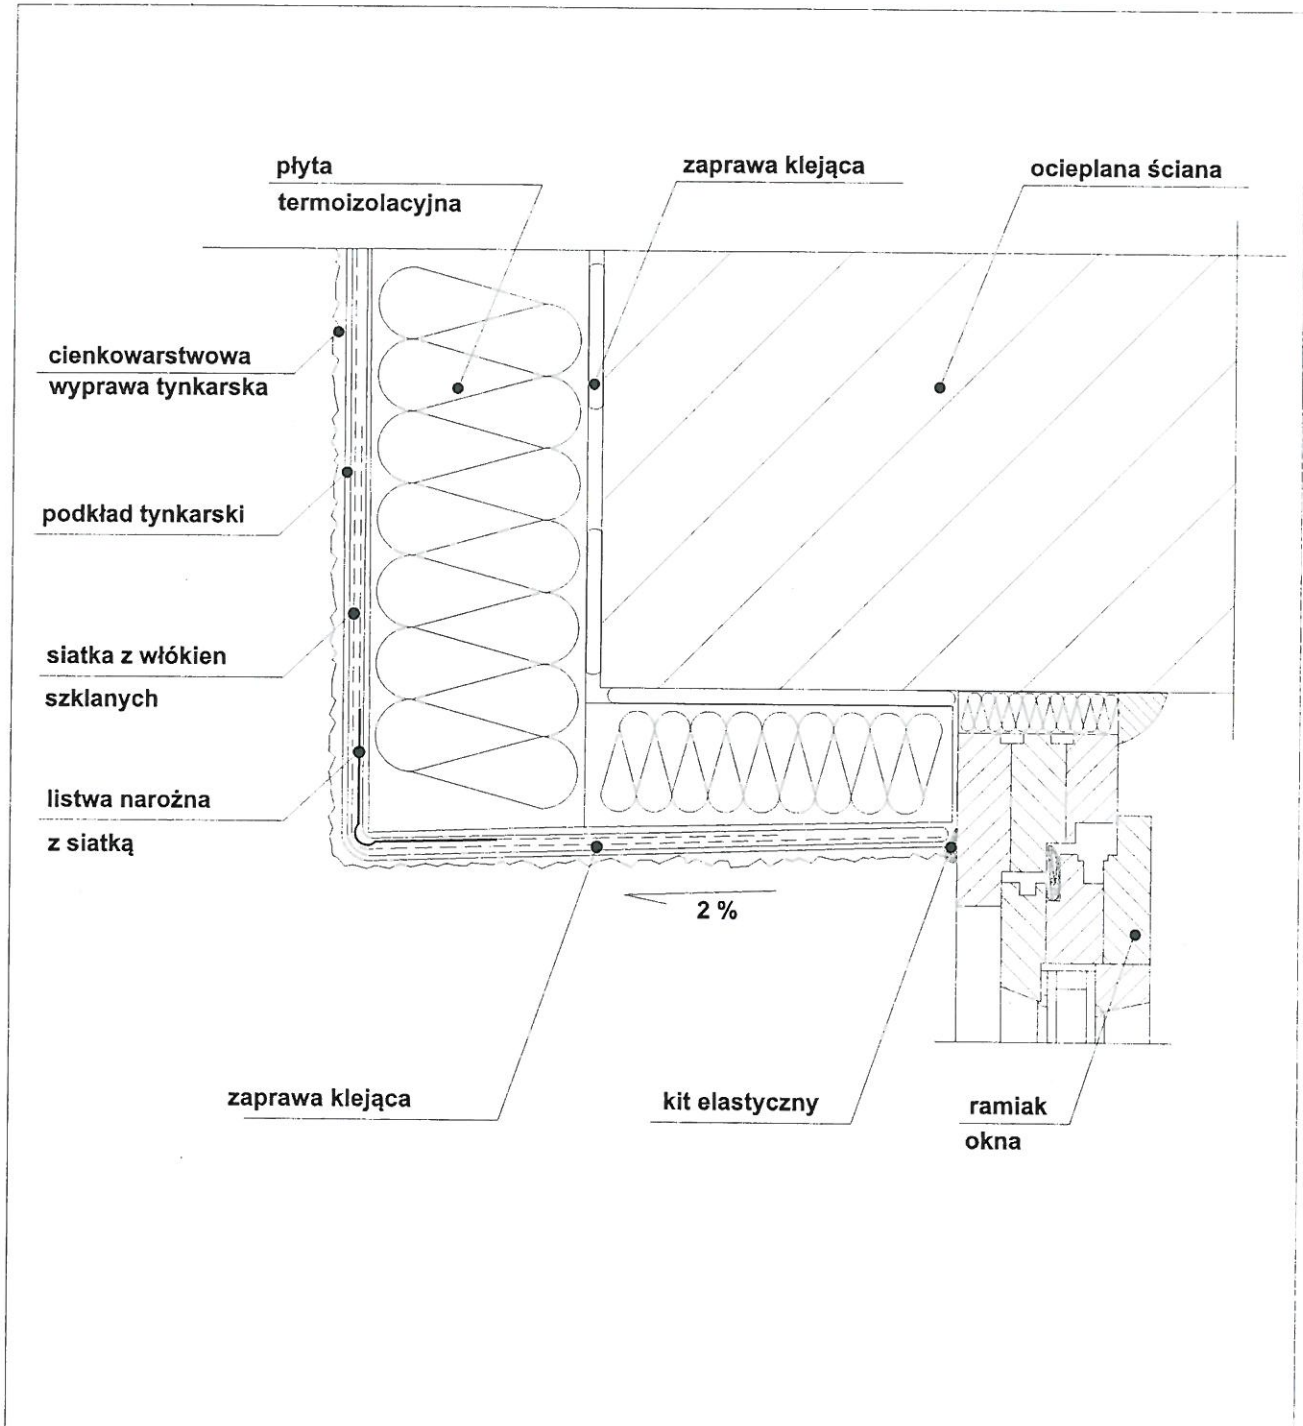 płyta
termoizolacyjna
zaprawa klejąca
ocieplana ściana
cienkowarstwowa
wyprawa tynkarska
podkład tynkarski
siatka z włókien
szklanych
listwa narożna
z siatką
2 %
zaprawa klejąca
kit elastyczny
ramiak
okna